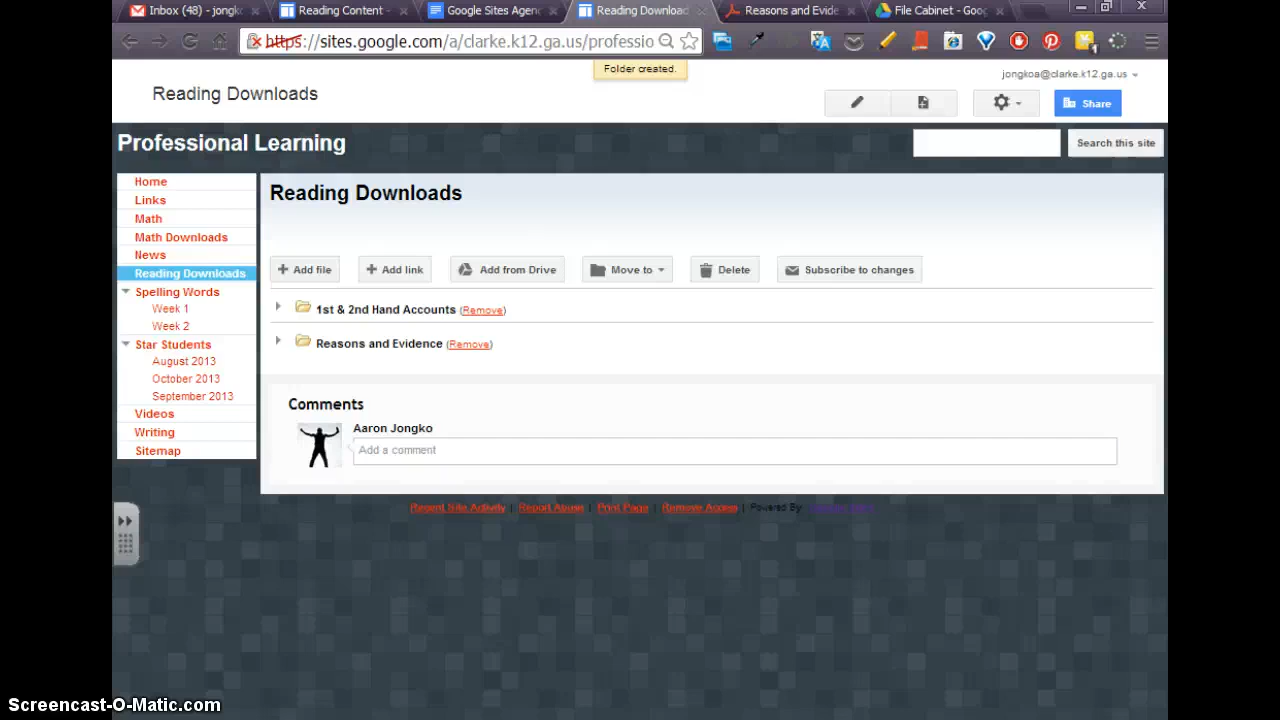 Inbox (48) - jongk
Reading Content -
Google Sites Agen
Reading Download
Reasons and Evide
File Cabinet - Goo
https://sites.google.com/a/clarke.k12.ga.us/professio
Folder created.
jongkoa@clarke.k12.ga.us
Reading Downloads
Share
Professional Learning
Search this site
Home
Links
Math
Math Downloads
News
Reading Downloads
Spelling Words
Week 1
Week 2
Star Students
August 2013
October 2013
September 2013
Videos
Writing
Sitemap
Reading Downloads
+ Add file
+ Add link
Add from Drive
Move to
Delete
Subscribe to changes
1st & 2nd Hand Accounts (Remove)
Reasons and Evidence (Remove)
Comments
Aaron Jongko
Add a comment
Recent Site Activity | Report Abuse | Print Page | Remove Access | Powered By
Screencast-O-Matic.com